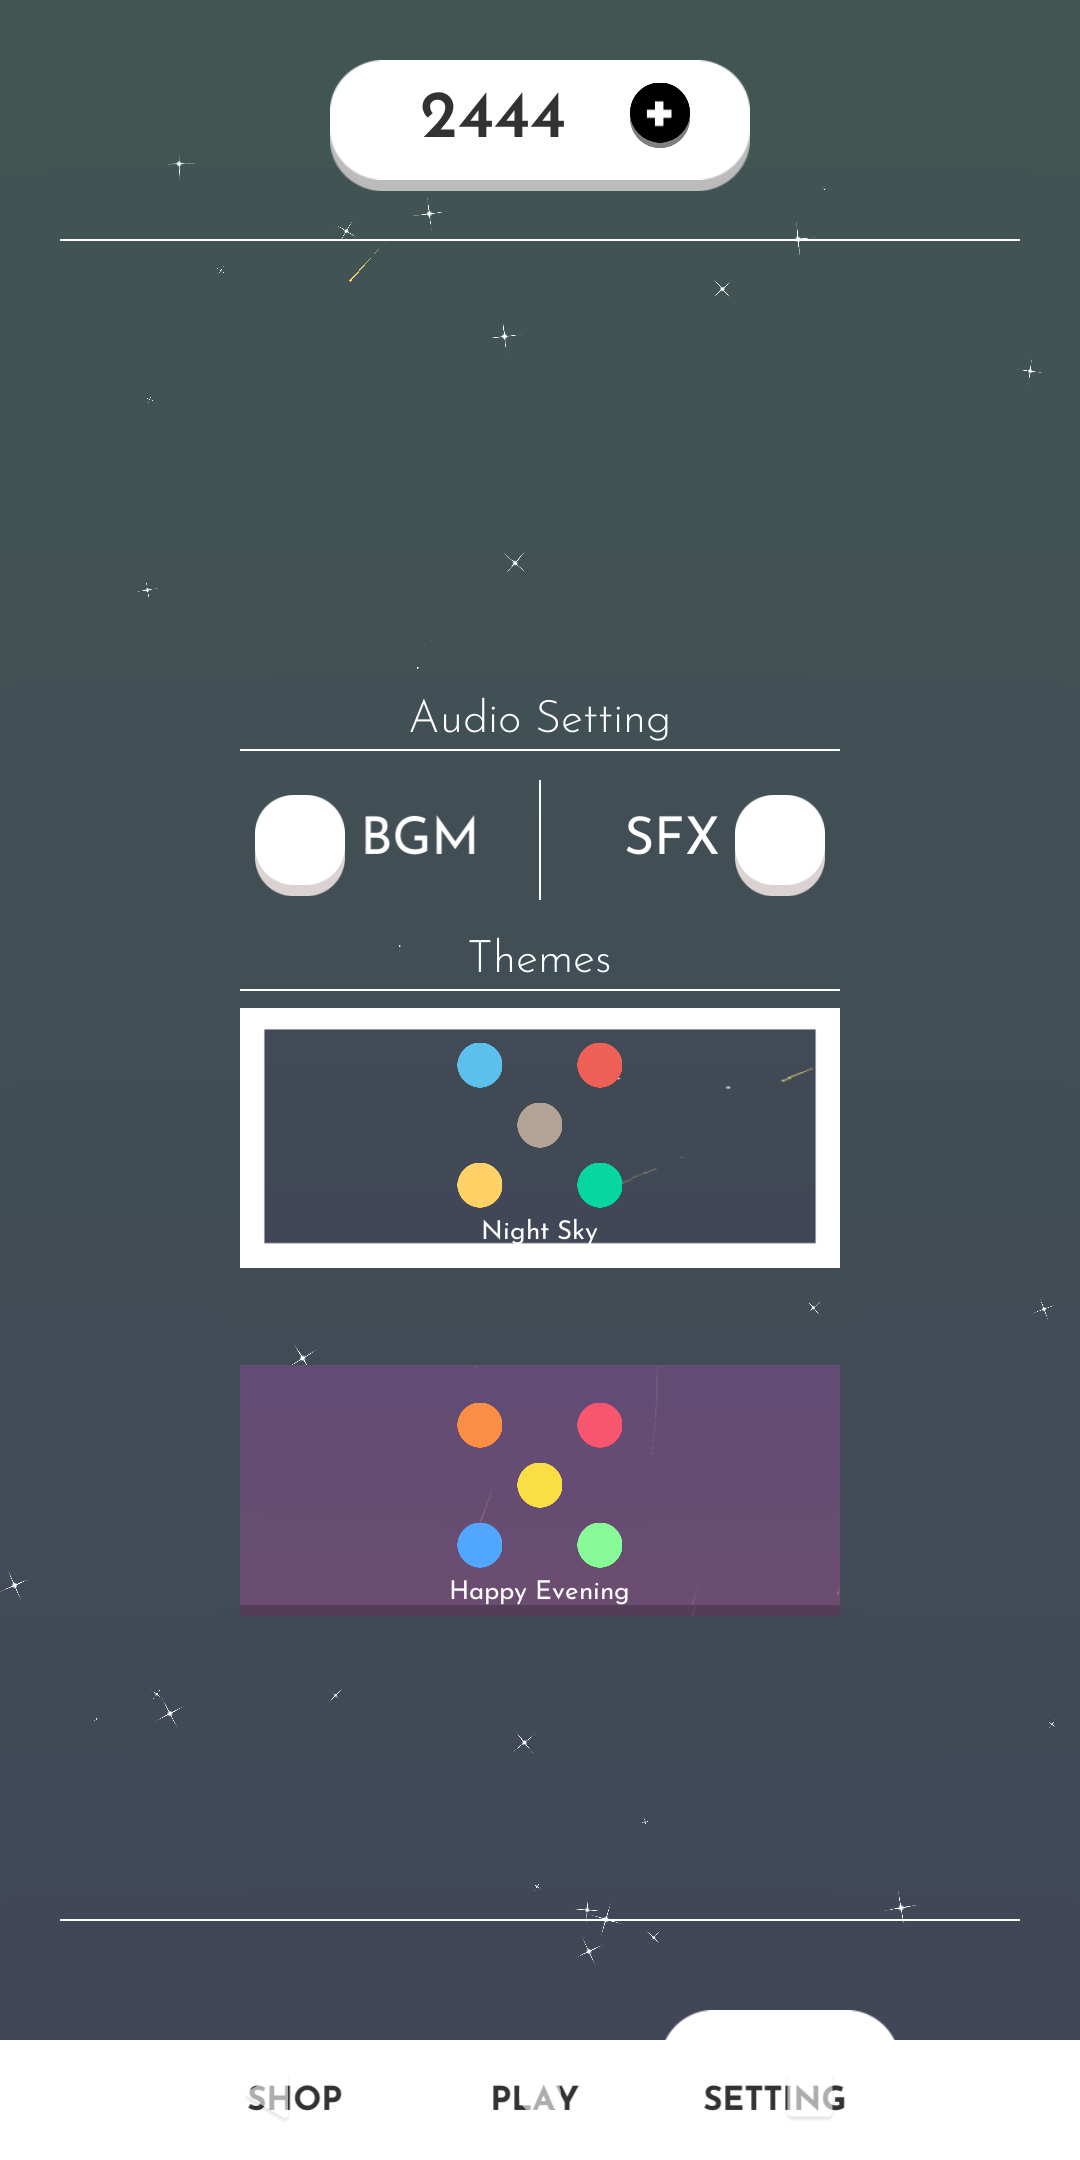 2444
Audio Setting
BGM
SFX
Themes
Night Sky
Happy Evening
SHOP
PLAY
SETTING